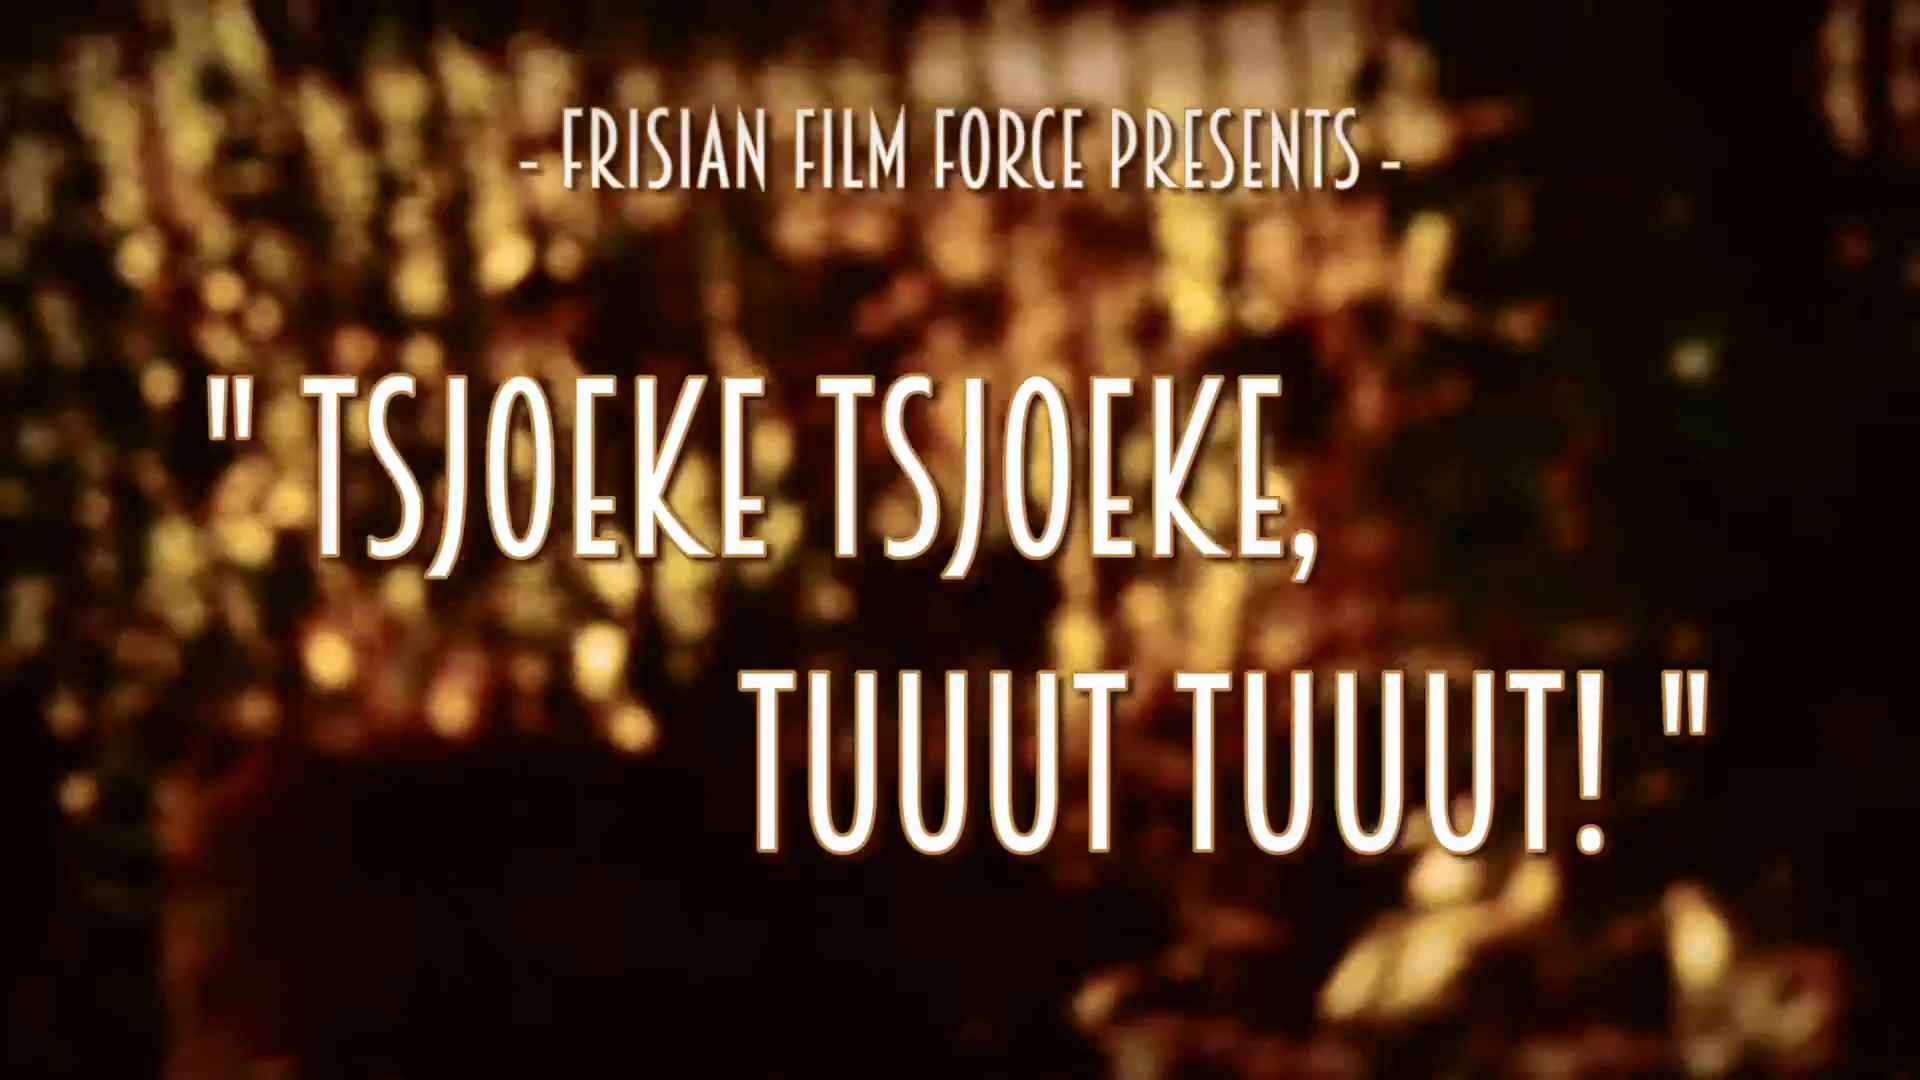 - FRISIAN FILM FORCE PRESENTS -
" TSJOEKE TSJOEKE,
TUUUT TUUUT! "